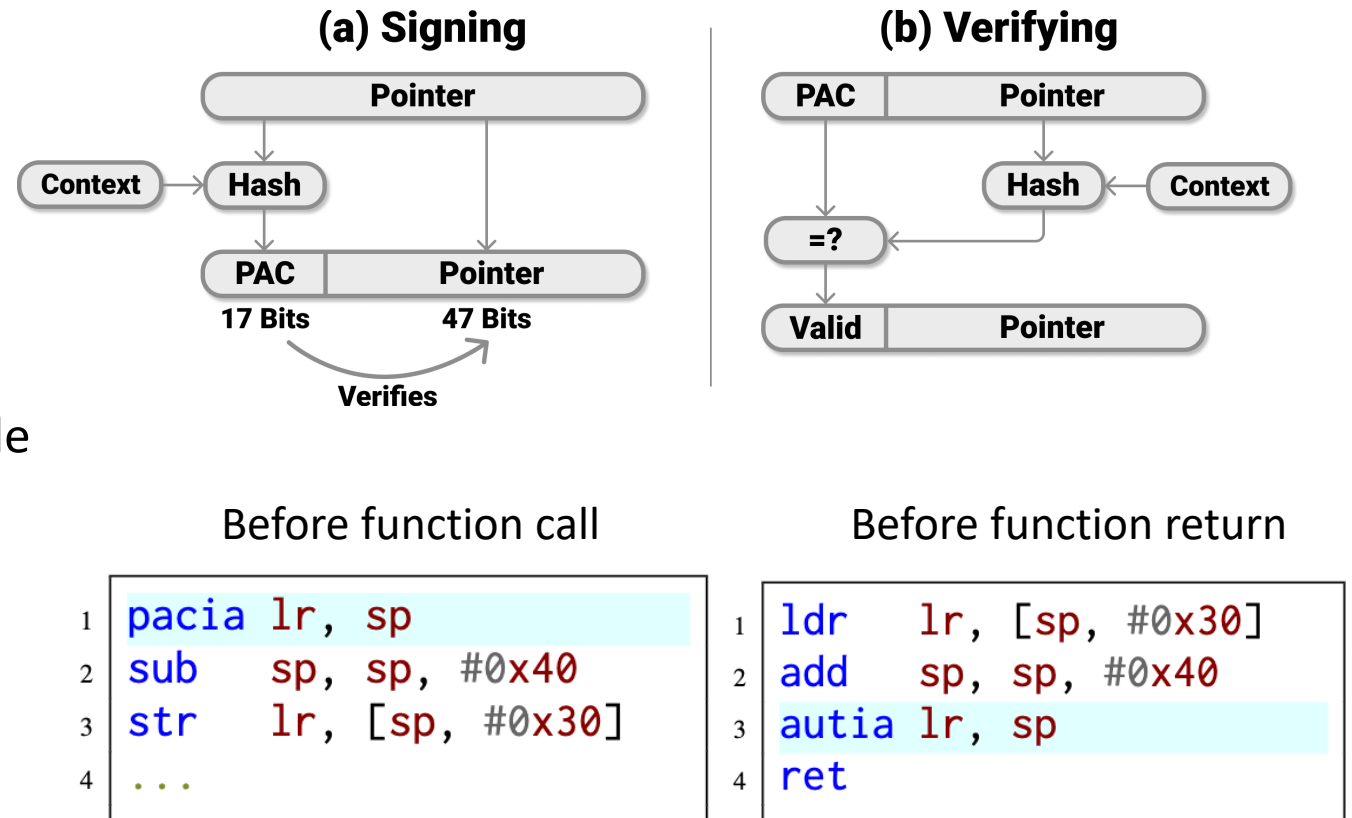 (a) Signing
Pointer
Context
Hash
PAC
Pointer
17 Bits
47 Bits
Verifies
(b) Verifying
PAC
Pointer
Hash
Context
=?
Valid
Pointer
Before function call
1 pacia lr, sp
2 sub sp, sp, #0x40
3 str lr, [sp, #0x30]
4 ...
Before function return
1 ldr lr, [sp, #0x30]
2 add sp, sp, #0x40
3 autia lr, sp
4 ret